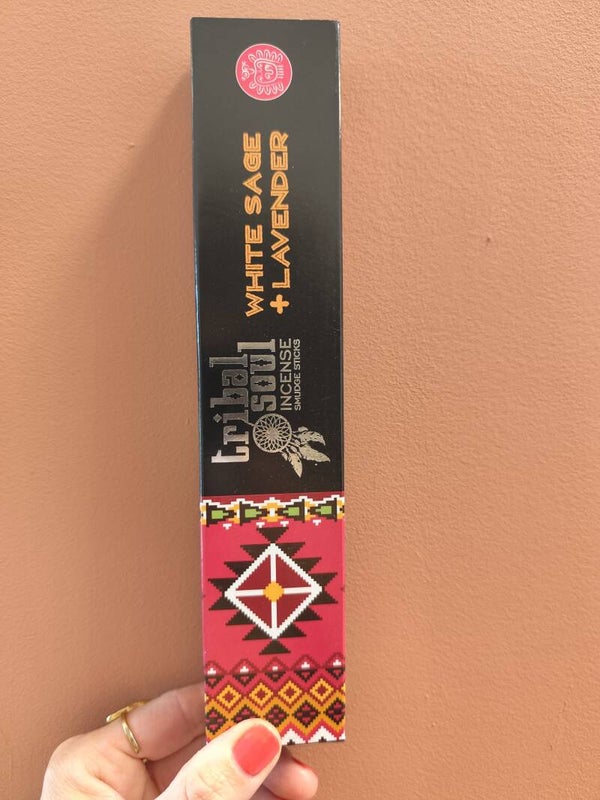 tribal
soul
INCENSE
SMUDGE STICKS
WHITE SAGE
+ LAVENDER